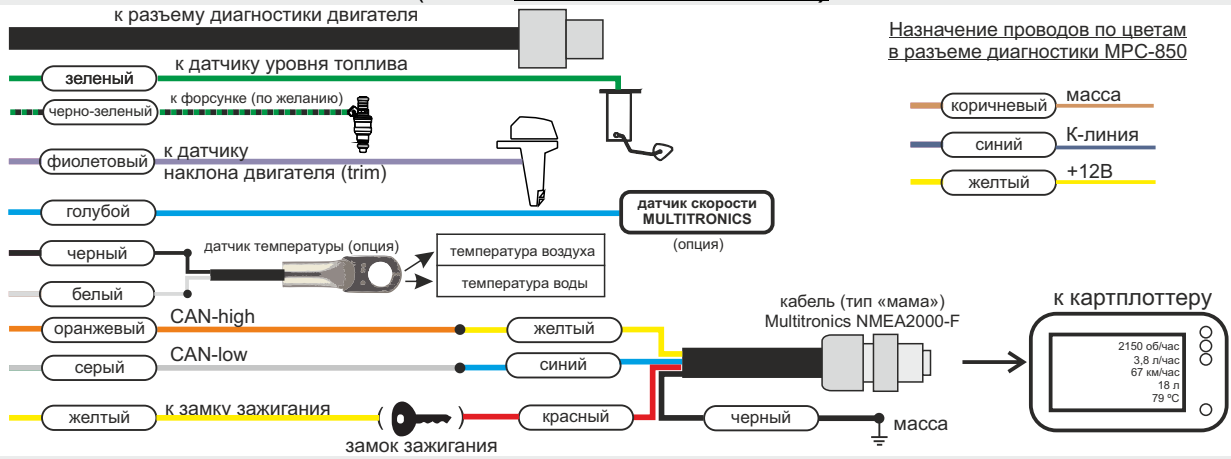 к разъему диагностики двигателя
зеленый
к датчику уровня топлива
черно-зеленый
к форсунке (по желанию)
фиолетовый
к датчику
наклона двигателя (trim)
голубой
датчик скорости
MULTITRONICS
(опция)
черный
датчик температуры (опция)
температура воздуха
температура воды
белый
оранжевый
CAN-high
желтый
серый
CAN-low
синий
желтый
к замку зажигания
замок зажигания
красный
черный
масса
кабель (тип «мама»)
Multitronics NMEA2000-F
к картплоттеру
2150 об/час
3,8 л/час
67 км/час
18 л
79 ºC
Назначение проводов по цветам
в разъеме диагностики МРС-850
коричневый
масса
синий
К-линия
желтый
+12В